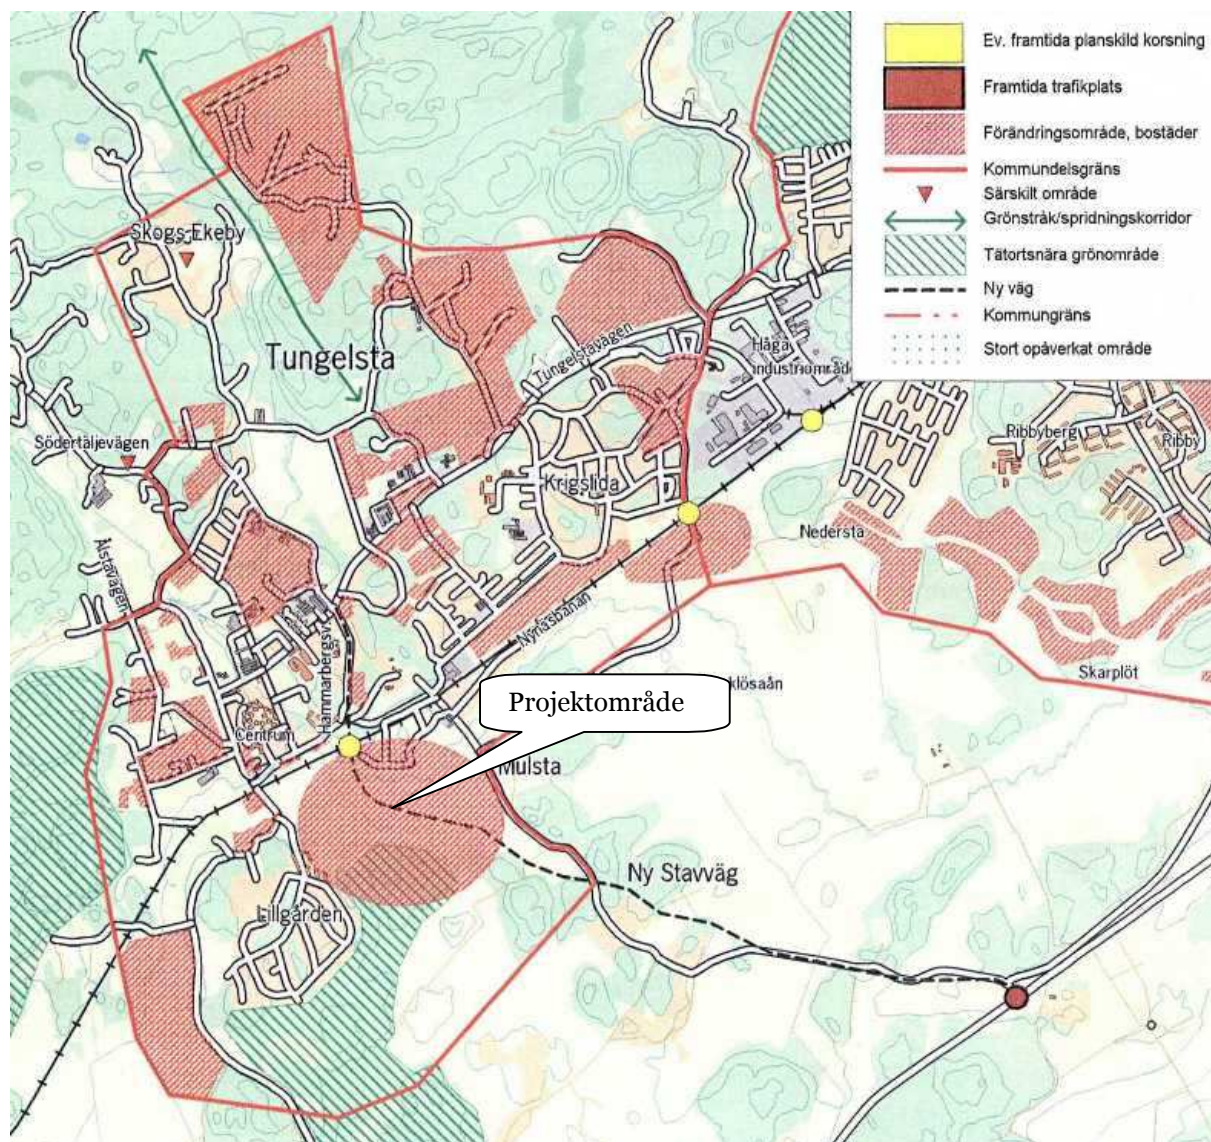 Ev. framtida planskild korsning
Framtida trafikplats
Förändringsområde, bostäder
Kommundelsgräns
Särskilt område
Grönstråk/spridningskorridor
Tätortsnära grönområde
Ny väg
Kommungräns
Stort opåverkat område
Skogs-Ekeby
Tungelsta
Tungelstavägen
Håga
industriområde
Södertäljevägen
Ribbyberg
Ribby
Krigslida
Nedersta
Ålstavägen
Nynäsbanan
Hammarbergsv
Skarplöt
klösaån
Projektområde
Centrum
Mulsta
Ny Stavväg
Lillgården